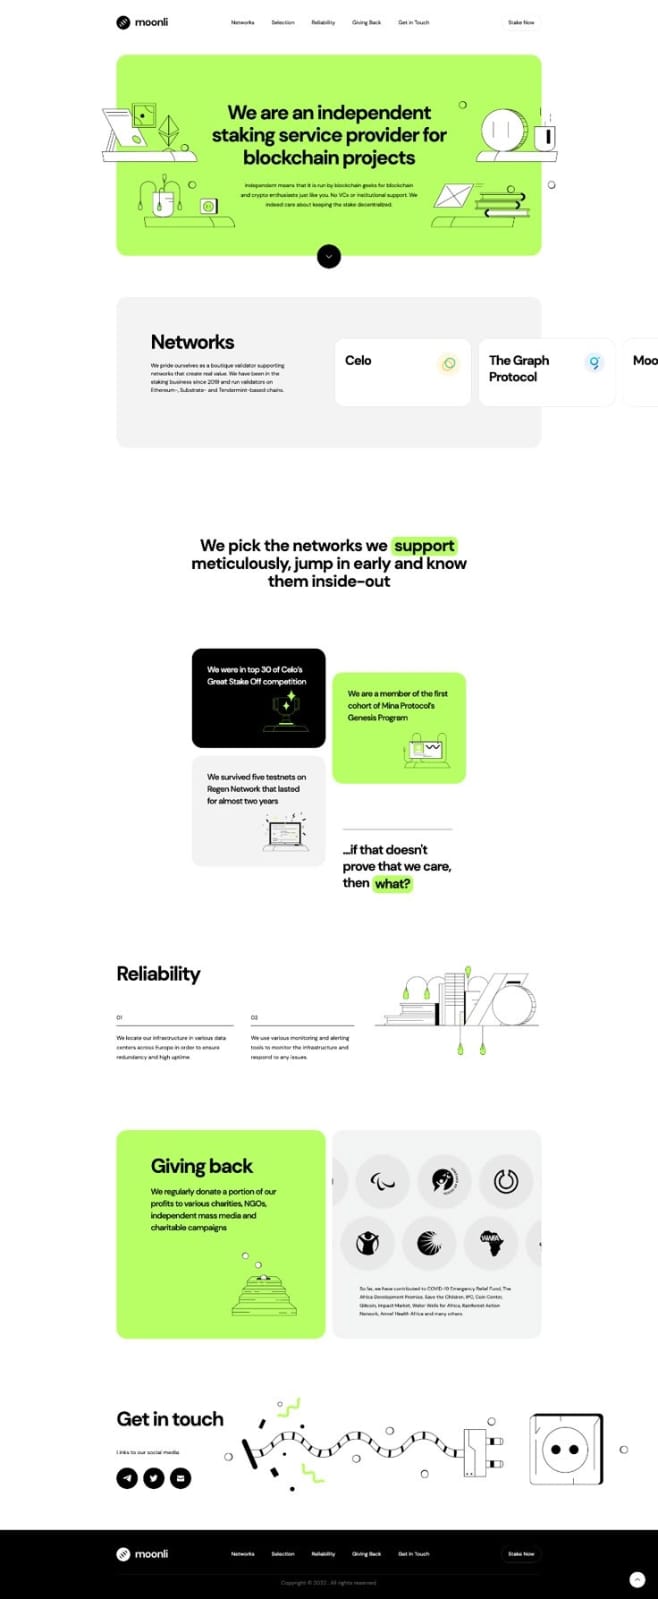 moonli
Networks Selection Reliability Giving Back Get in Touch
Stake Now
We are an independent
staking service provider for
blockchain projects
Independent means that it is run by blockchain geeks for blockchain
and crypto enthusiasts just like you. No VCs or institutional support. We
indeed care about keeping the stake decentralized.
Networks
We pride ourselves as a boutique validator supporting
networks that create real value. We have been in the
staking business since 2019 and run validators on
Ethereum-, Substrate- and Tendermint-based chains.
Celo
The Graph
Protocol
Moo
We pick the networks we support
meticulously, jump in early and know
them inside-out
We were in top 30 of Celo's
Great Stake Off competition
We are a member of the first
cohort of Mina Protocol's
Genesis Program
We survived five testnets on
Regen Network that lasted
for almost two years
...if that doesn't
prove that we care,
then what?
Reliability
01
We locate our infrastructure in various data
centers across Europe in order to ensure
redundancy and high uptime.
02
We use various monitoring and alerting
tools to monitor the infrastructure and
respond to any issues.
Giving back
We regularly donate a portion of our
profits to various charities, NGOs,
independent mass media and
charitable campaigns
So far, we have contributed to COVID-19 Emergency Relief Fund, The
Africa Development Promise, Save the Children, IPC, Coin Center,
Gitcoin, Impact Market, Water Wells for Africa, Rainforest Action
Network, Amref Health Africa and many others.
Get in touch
Links to our social media
moonli
Networks Selection Reliability Giving Back Get in Touch
Stake Now
Copyright © 2022. All rights reserved